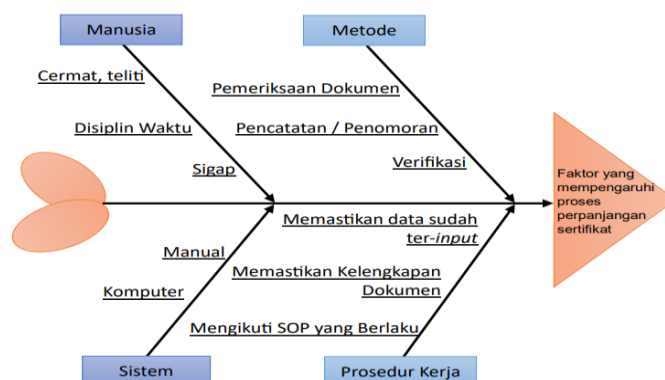 Manusia
Metode
Cermat, teliti
Disiplin Waktu
Sigap
Pemeriksaan Dokumen
Pencatatan / Penomoran
Verifikasi
Faktor yang
mempengaruhi
proses
perpanjangan
sertifikat
Manual
Komputer
Memastikan data sudah
ter-input
Memastikan Kelengkapan
Dokumen
Mengikuti SOP yang Berlaku
Sistem
Prosedur Kerja